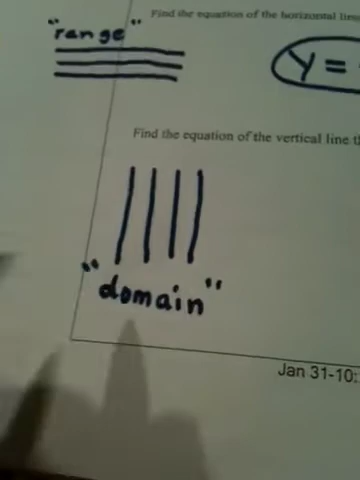 Find the equation of the horizontal line
"range"
y =
Find the equation of the vertical line th
"domain"
Jan 31-10: